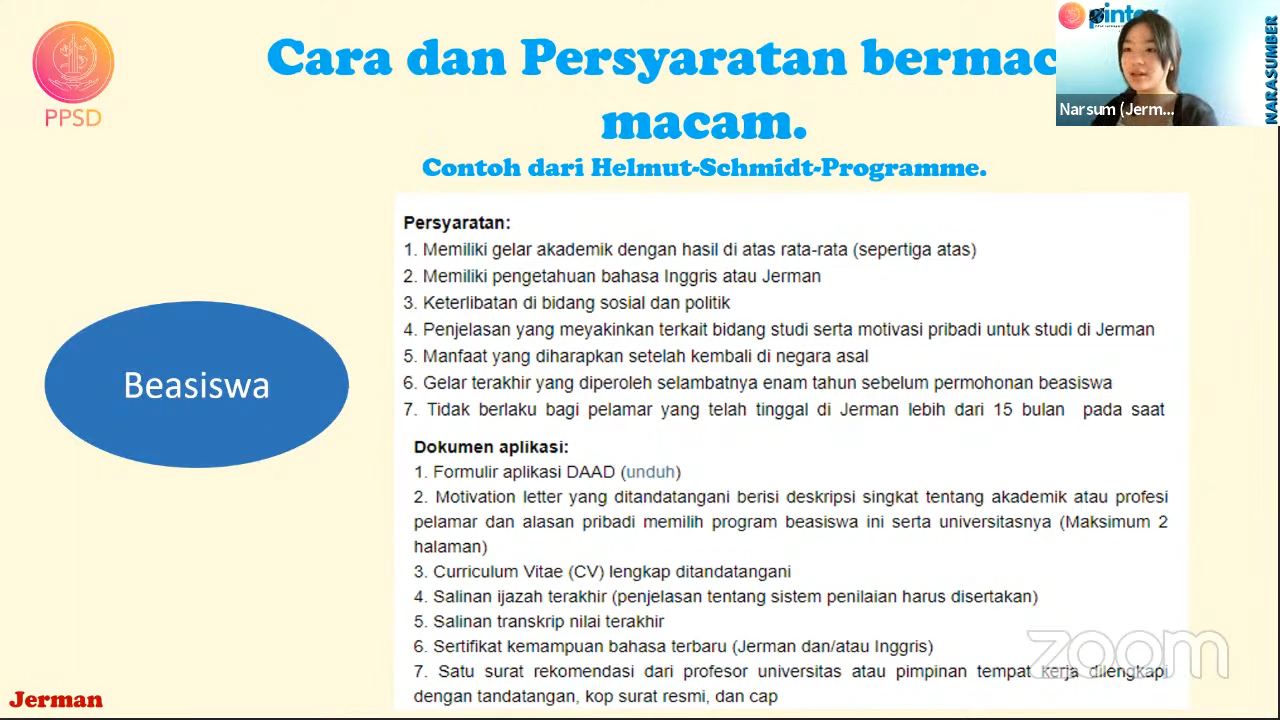 PPSD
Cara dan Persyaratan bermac
macam.
Contoh dari Helmut-Schmidt-Programme.
pinter
Narsum (Jerm...
NARASUMBER
Beasiswa
Persyaratan:
1. Memiliki gelar akademik dengan hasil di atas rata-rata (sepertiga atas)
2. Memiliki pengetahuan bahasa Inggris atau Jerman
3. Keterlibatan di bidang sosial dan politik
4. Penjelasan yang meyakinkan terkait bidang studi serta motivasi pribadi untuk studi di Jerman
5. Manfaat yang diharapkan setelah kembali di negara asal
6. Gelar terakhir yang diperoleh selambatnya enam tahun sebelum permohonan beasiswa
7. Tidak berlaku bagi pelamar yang telah tinggal di Jerman lebih dari 15 bulan pada saat
Dokumen aplikasi:
1. Formulir aplikasi DAAD (unduh)
2. Motivation letter yang ditandatangani berisi deskripsi singkat tentang akademik atau profesi
pelamar dan alasan pribadi memilih program beasiswa ini serta universitasnya (Maksimum 2
halaman)
3. Curriculum Vitae (CV) lengkap ditandatangani
4. Salinan ijazah terakhir (penjelasan tentang sistem penilaian harus disertakan)
5. Salinan transkrip nilai terakhir
6. Sertifikat kemampuan bahasa terbaru (Jerman dan/atau Inggris)
7. Satu surat rekomendasi dari profesor universitas atau pimpinan tempat kerja dilengkapi
dengan tandatangan, kop surat resmi, dan cap
zoom
Jerman